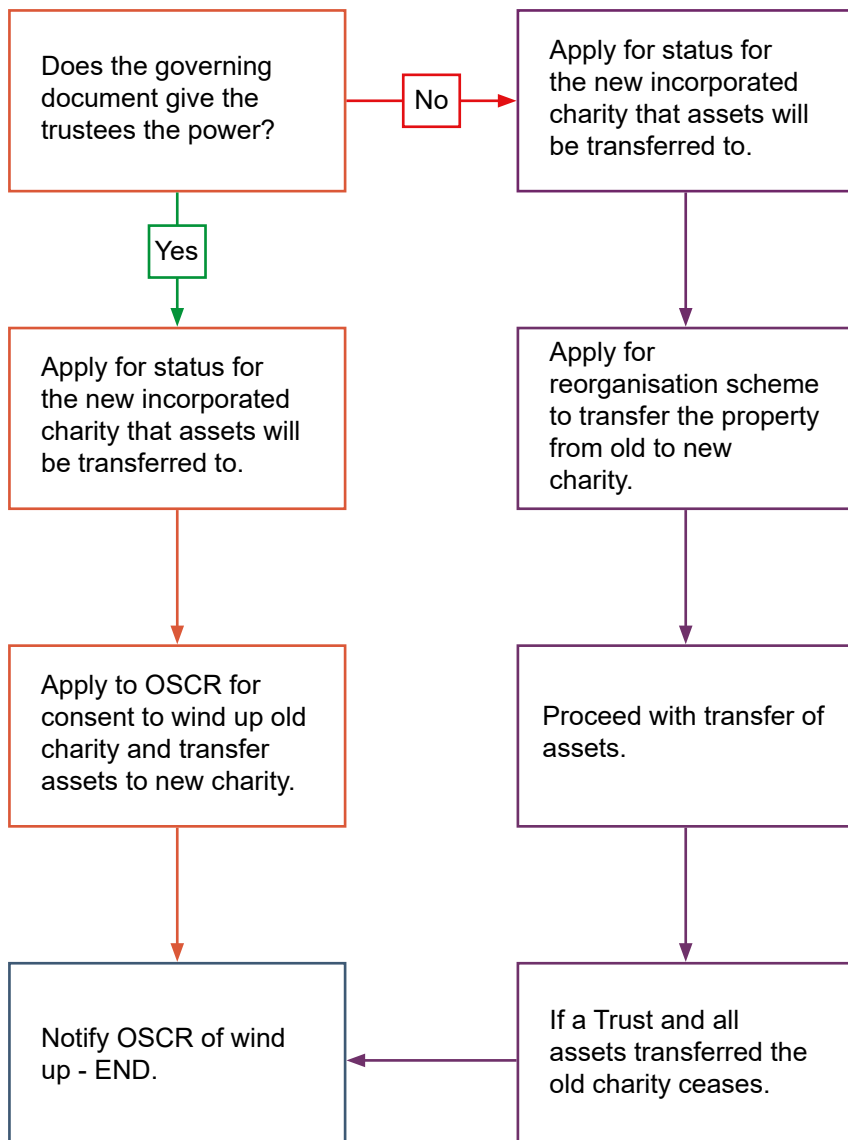 Does the governing
document give the
trustees the power?
No
Apply for status for
the new incorporated
charity that assets will
be transferred to.
Yes
Apply for status for
the new incorporated
charity that assets will
be transferred to.
Apply for
reorganisation scheme
to transfer the property
from old to new
charity.
Apply to OSCR for
consent to wind up old
charity and transfer
assets to new charity.
Proceed with transfer of
assets.
Notify OSCR of wind
up - END.
If a Trust and all
assets transferred the
old charity ceases.